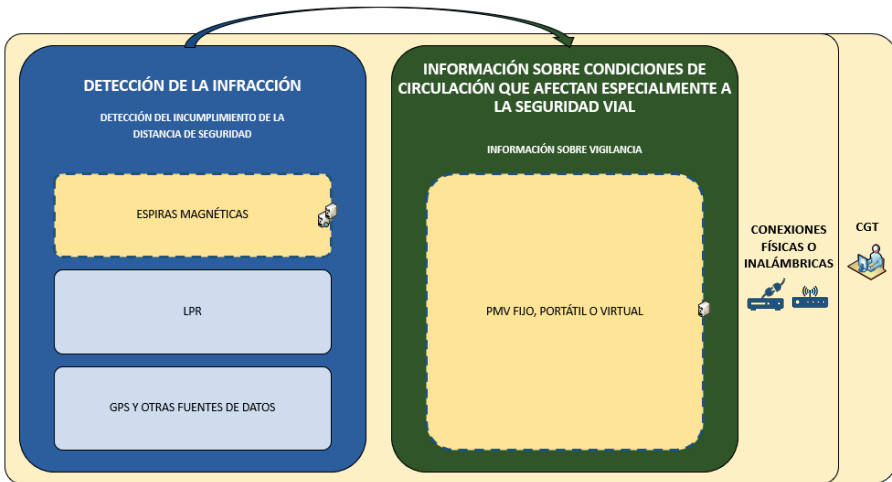 DETECCIÓN DE LA INFRACCIÓN
DETECCIÓN DEL INCUMPLIMIENTO DE LA
DISTANCIA DE SEGURIDAD
ESPIRAS MAGNÉTICAS
LPR
GPS Y OTRAS FUENTES DE DATOS
INFORMACIÓN SOBRE CONDICIONES DE
CIRCULACIÓN QUE AFECTAN ESPECIALMENTE A
LA SEGURIDAD VIAL
INFORMACIÓN SOBRE VIGILANCIA
PMV FIJO, PORTÁTIL O VIRTUAL
CONEXIONES
FÍSICAS O
INALÁMBRICAS
CGT